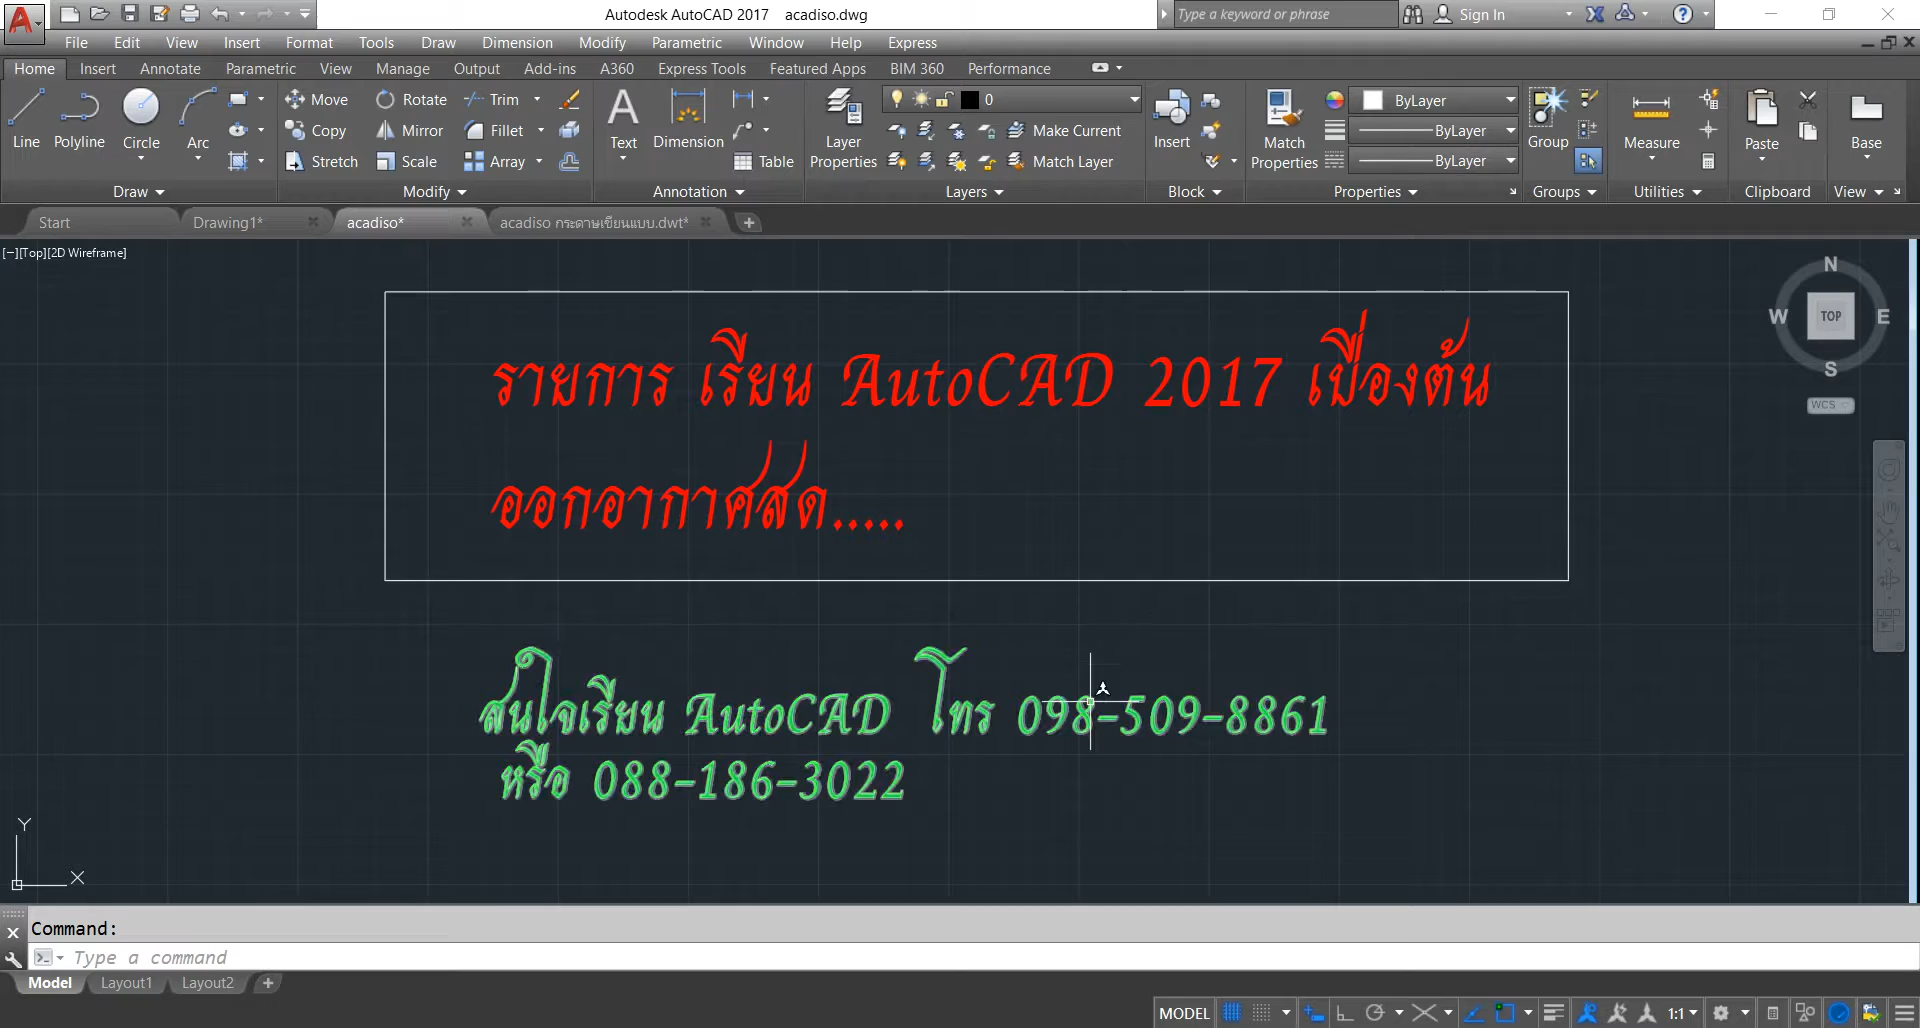 Autodesk AutoCAD 2017 acadiso.dwg
Type a keyword or phrase
Sign In
File Edit View Insert Format Tools Draw Dimension Modify Parametric Window Help Express
Home Insert Annotate Parametric View Manage Output Add-ins A360 Express Tools Featured Apps BIM 360 Performance
Line Polyline Circle Arc
Move Rotate Trim
Copy Mirror Fillet
Stretch Scale Array
Text Dimension Table
Layer Properties
0
Make Current
Match Layer
Insert
Match Properties
ByLayer
ByLayer
ByLayer
Group Measure Paste Base
Draw Modify Annotation Layers Block Properties Groups Utilities Clipboard View
Start Drawing1* acadiso* acadiso กระดาษเขียนแบบ.dwt*
[−][Top][2D Wireframe]
N
W TOP E
S
WCS
รายการ เรียน AutoCAD 2017 เบื่องต้น
ออกอากาศสด.....
สนใจเรียน AutoCAD โทร 098-509-8861
หรือ 088-186-3022
Y
X
Command:
Type a command
Model Layout1 Layout2
MODEL 1:1